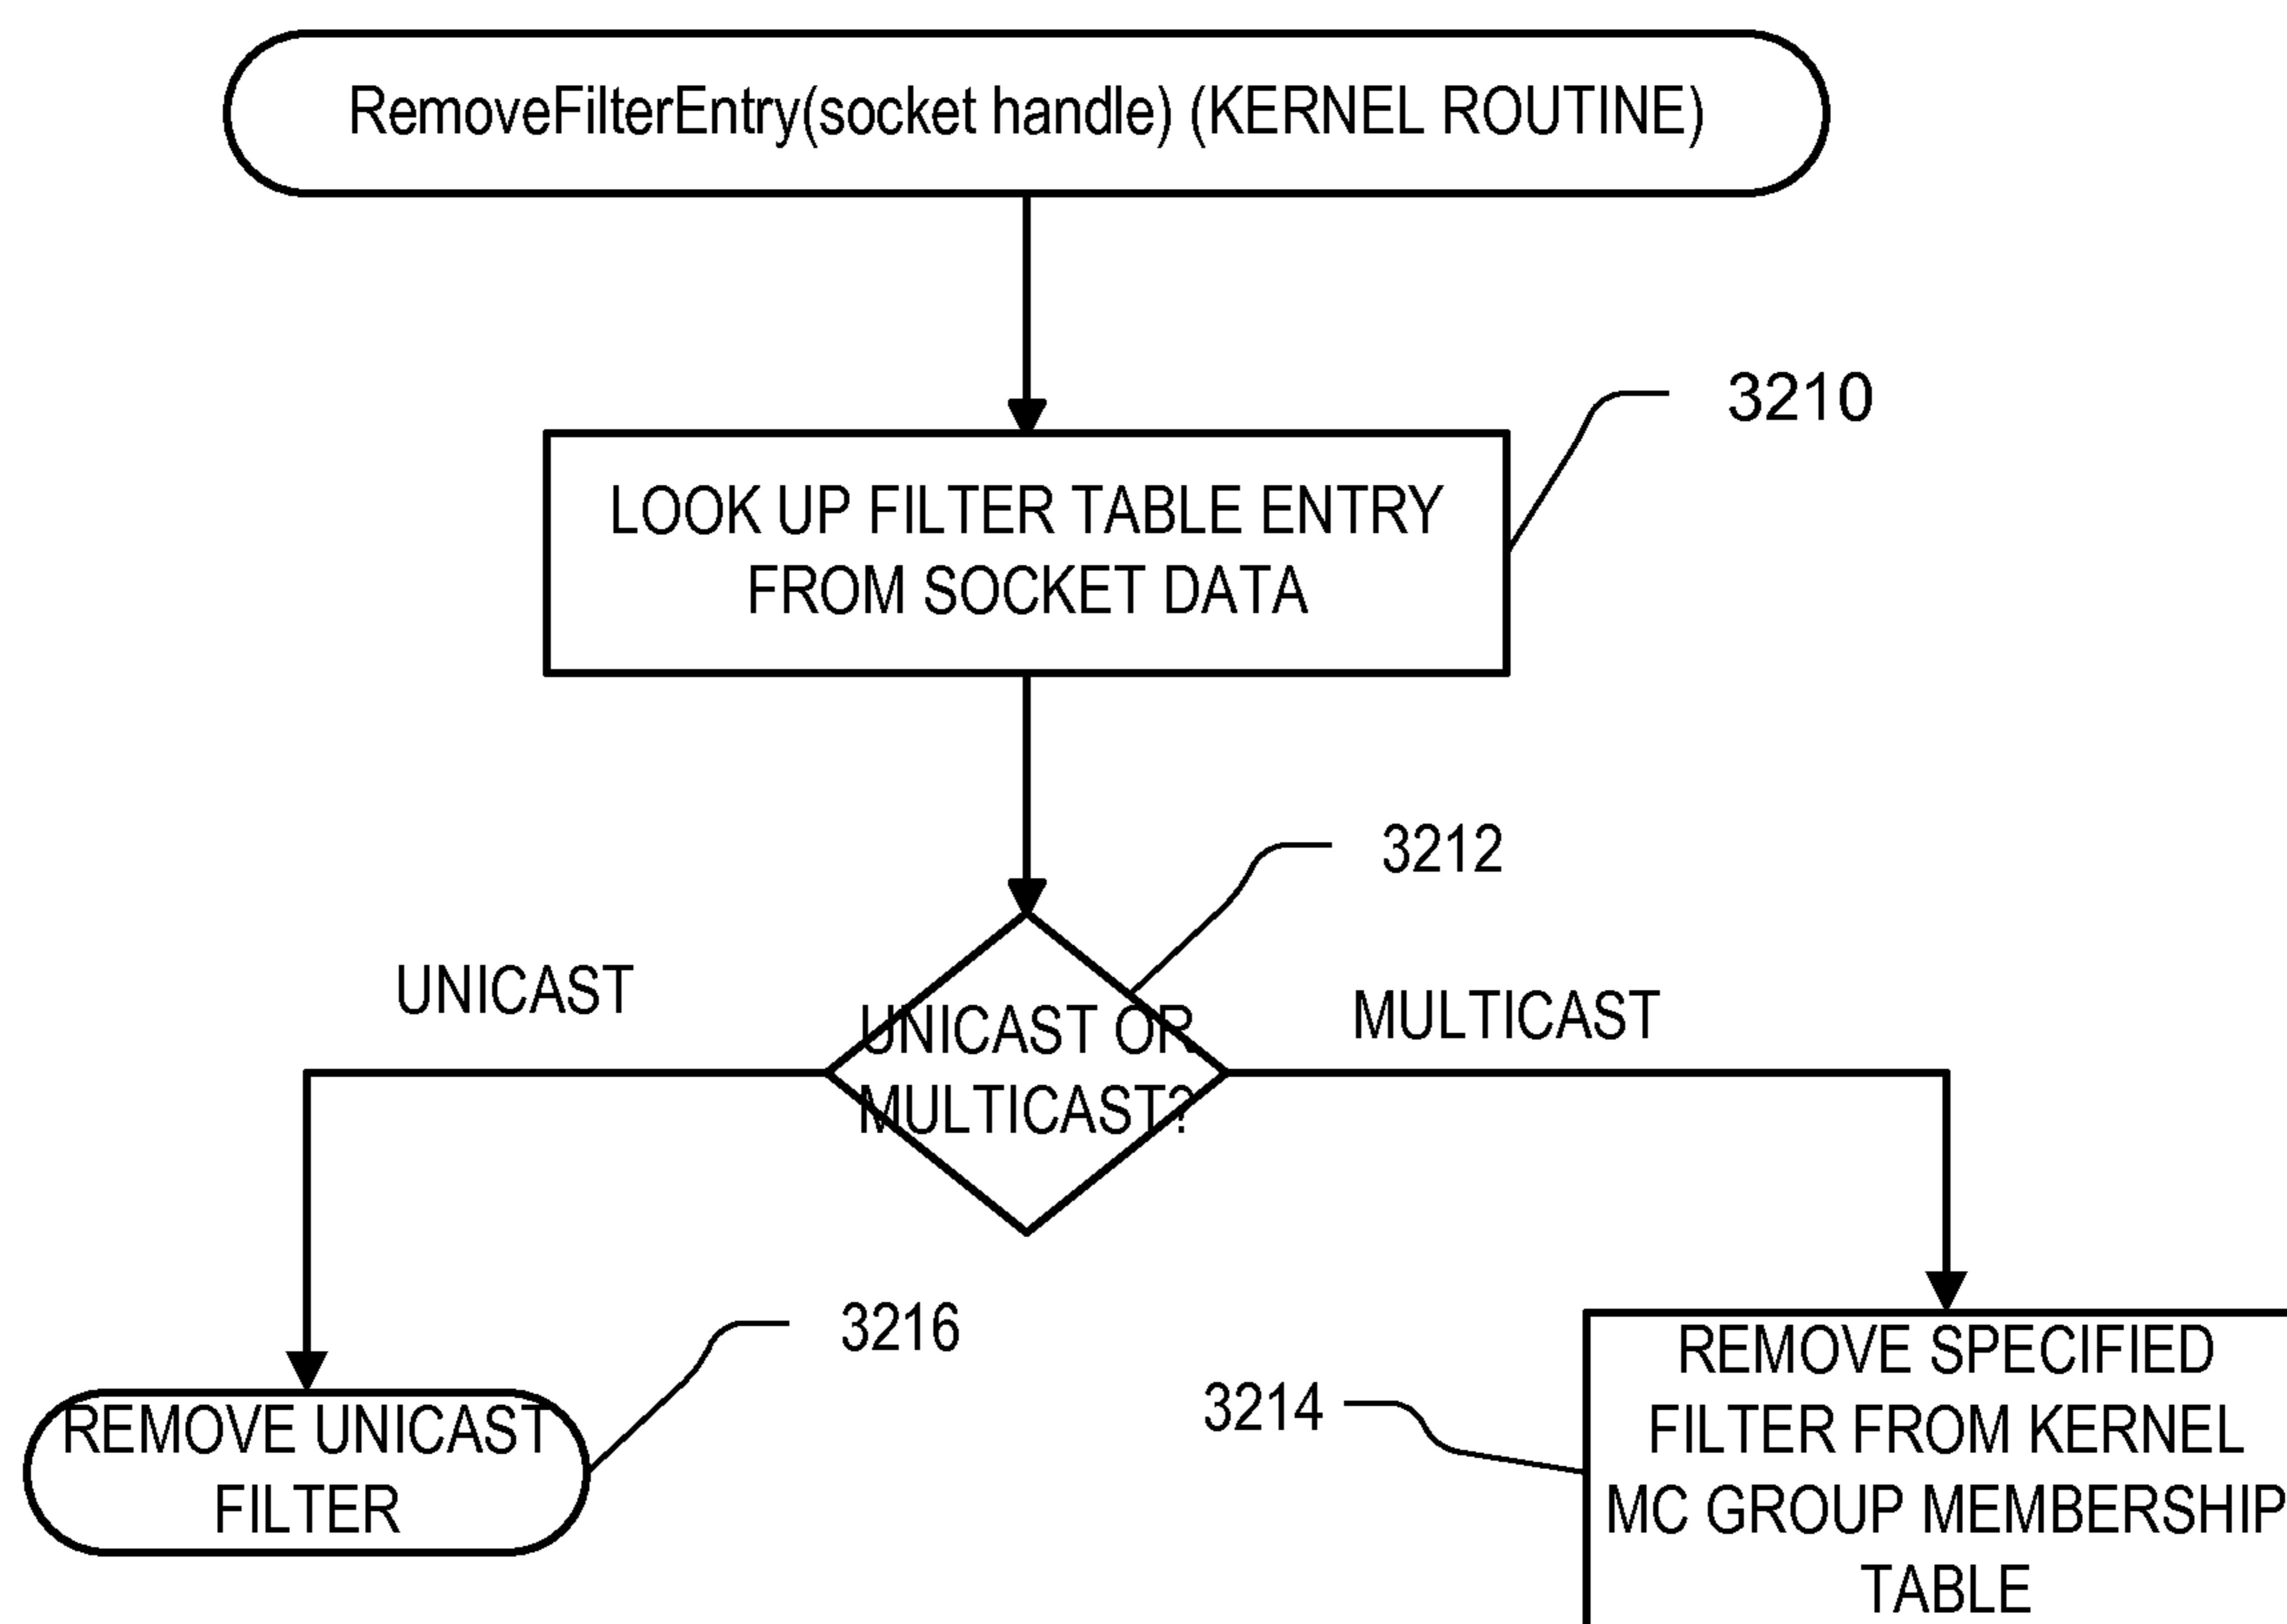 RemoveFilterEntry(socket handle) (KERNEL ROUTINE)
3210
LOOK UP FILTER TABLE ENTRY
FROM SOCKET DATA
3212
UNICAST
UNICAST OR
MULTICAST?
MULTICAST
3216
REMOVE UNICAST
FILTER
3214
REMOVE SPECIFIED
FILTER FROM KERNEL
MC GROUP MEMBERSHIP
TABLE